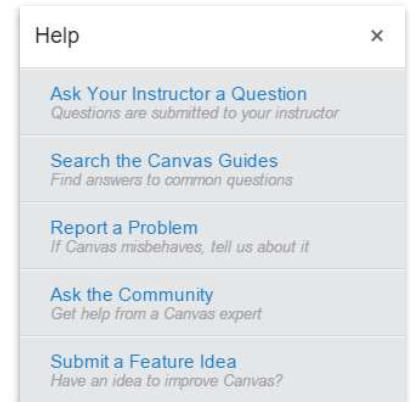 Help ×
Ask Your Instructor a Question
Questions are submitted to your instructor
Search the Canvas Guides
Find answers to common questions
Report a Problem
If Canvas misbehaves, tell us about it
Ask the Community
Get help from a Canvas expert
Submit a Feature Idea
Have an idea to improve Canvas?